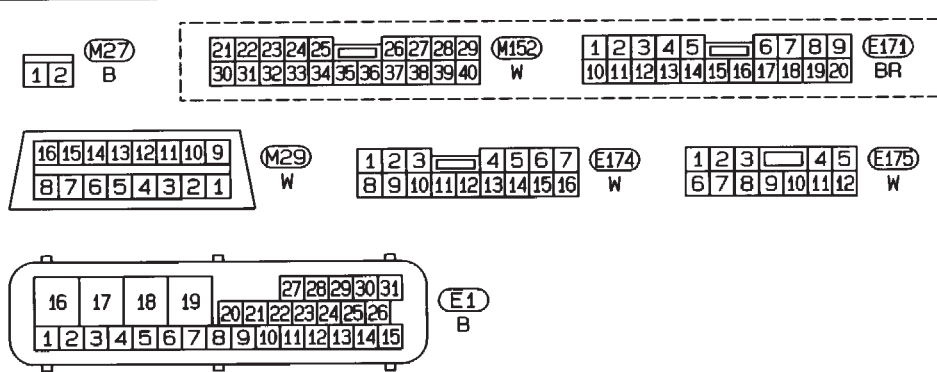 1 2 M27 B
21 22 23 24 25 26 27 28 29 M152
30 31 32 33 34 35 36 37 38 39 40 W
1 2 3 4 5 6 7 8 9 E171
10 11 12 13 14 15 16 17 18 19 20 BR
16 15 14 13 12 11 10 9 M29
8 7 6 5 4 3 2 1 W
1 2 3 4 5 6 7 E174
8 9 10 11 12 13 14 15 16 W
1 2 3 4 5 E175
6 7 8 9 10 11 12 W
27 28 29 30 31
16 17 18 19 E1
20 21 22 23 24 25 26
1 2 3 4 5 6 7 8 9 10 11 12 13 14 15 B